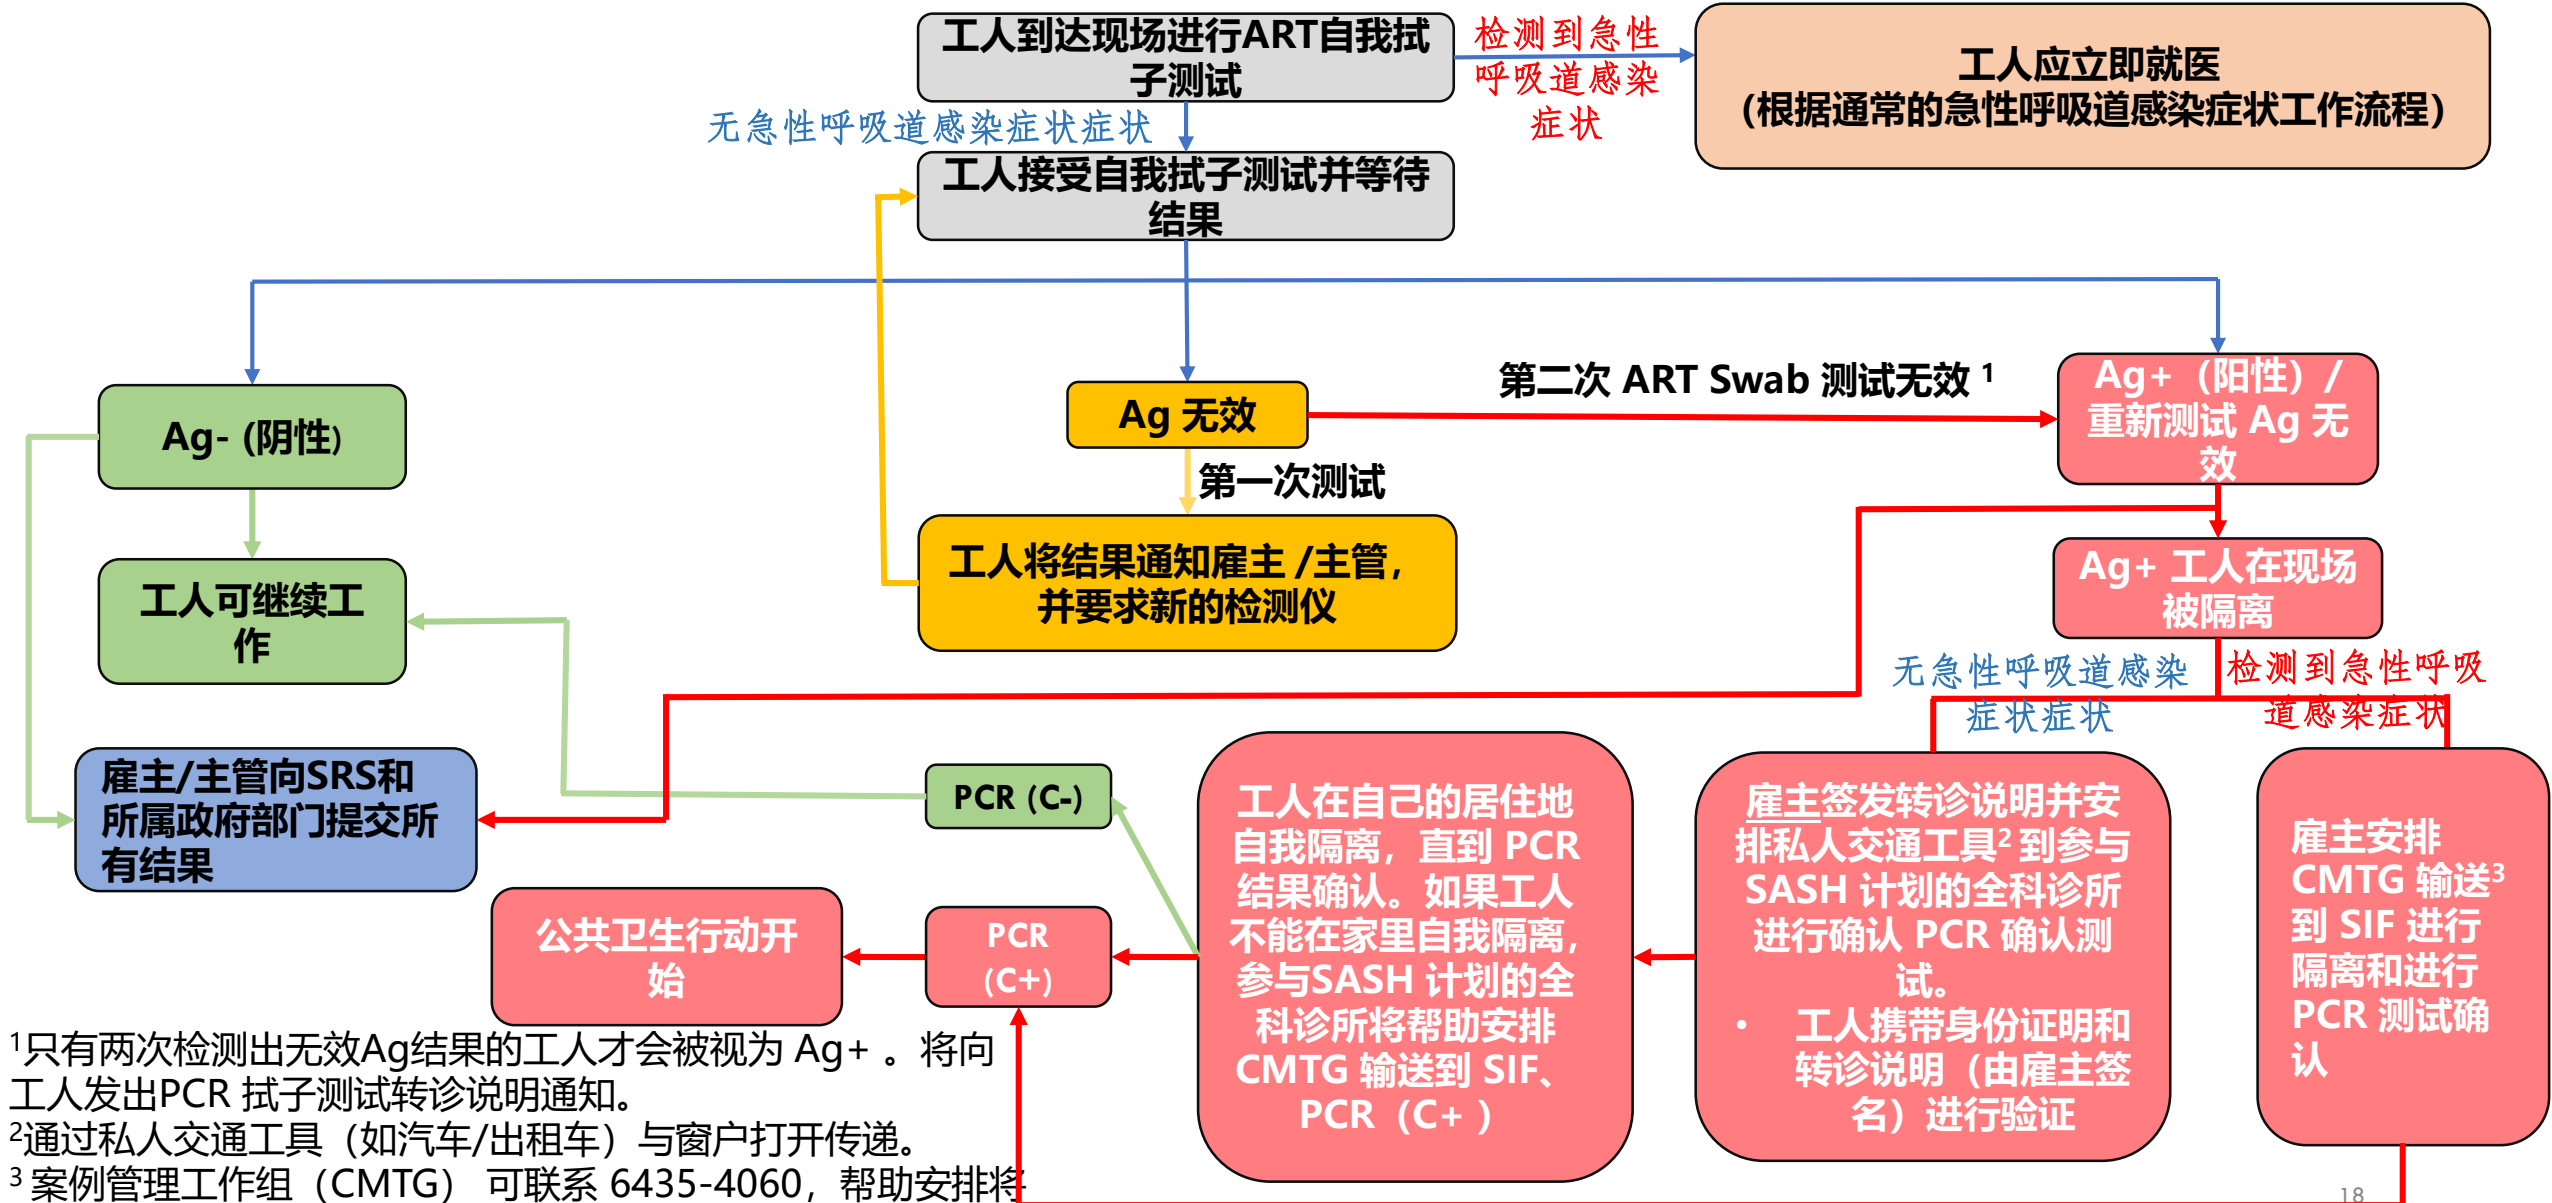 工人到达现场进行ART自我拭
子测试
检测到急性
呼吸道感染
症状
工人应立即就医
（根据通常的急性呼吸道感染症状工作流程）
无急性呼吸道感染症状症状
工人接受自我拭子测试并等待
结果
Ag- (阴性)
Ag 无效
第二次 ART Swab 测试无效 1
Ag+（阳性）/
重新测试 Ag 无
效
第一次测试
工人可继续工
作
工人将结果通知雇主 /主管，
并要求新的检测仪
Ag+ 工人在现场
被隔离
无急性呼吸道感染
症状症状
检测到急性呼吸
道感染症状
雇主/主管向SRS和
所属政府部门提交所
有结果
PCR (C-)
公共卫生行动开
始
PCR
(C+)
工人在自己的居住地
自我隔离，直到 PCR
结果确认。如果工人
不能在家里自我隔离，
参与SASH 计划的全
科诊所将帮助安排
CMTG 输送到 SIF、
PCR（C+ ）
雇主签发转诊说明并安
排私人交通工具2 到参与
SASH 计划的全科诊所
进行确认 PCR 确认测
试。
• 工人携带身份证明和
转诊说明（由雇主签
名）进行验证
雇主安排
CMTG 输送3
到 SIF 进行
隔离和进行
PCR 测试确
认
1只有两次检测出无效Ag结果的工人才会被视为 Ag+ 。将向
工人发出PCR 拭子测试转诊说明通知。
2通过私人交通工具（如汽车/出租车）与窗户打开传递。
3 案例管理工作组（CMTG） 可联系 6435-4060，帮助安排将
18